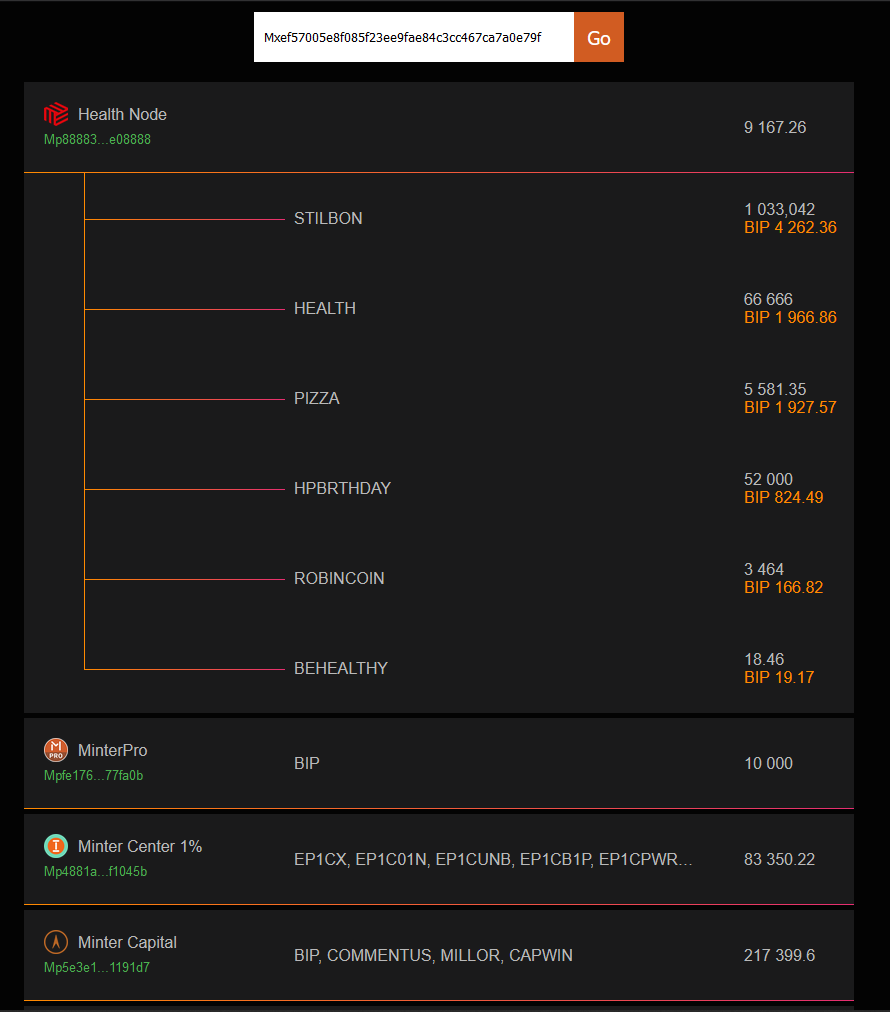 Mxef57005e8f085f23ee9fae84c3cc467ca7a0e79f Go
Health Node
Mp88883...e08888
9 167.26
STILBON
1 033,042
BIP 4 262.36
HEALTH
66 666
BIP 1 966.86
PIZZA
5 581.35
BIP 1 927.57
HPBRTHDAY
52 000
BIP 824.49
ROBINCOIN
3 464
BIP 166.82
BEHEALTHY
18.46
BIP 19.17
M
PRO
MinterPro
Mpfe176...77fa0b
BIP
10 000
Minter Center 1%
Mp4881a...f1045b
EP1CX, EP1C01N, EP1CUNB, EP1CB1P, EP1CPWR...
83 350.22
Minter Capital
Mp5e3e1...1191d7
BIP, COMMENTUS, MILLOR, CAPWIN
217 399.6